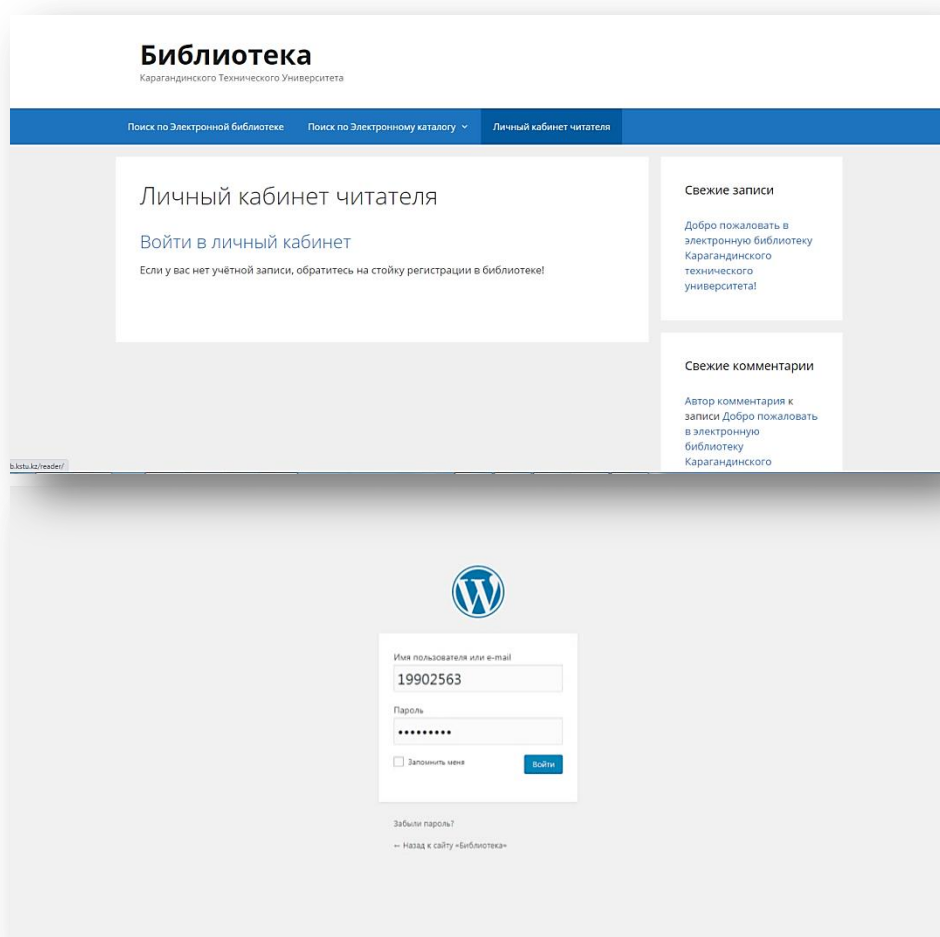 Библиотека
Карагандинского Технического Университета
Поиск по Электронной библиотеке Поиск по Электронному каталогу Личный кабинет читателя
Личный кабинет читателя
Войти в личный кабинет
Если у вас нет учётной записи, обратитесь на стойку регистрации в библиотеке!
Свежие записи
Добро пожаловать в
электронную библиотеку
Карагандинского
технического
университета!
Свежие комментарии
Автор комментария к
записи Добро пожаловать
в электронную
библиотеку
Карагандинского
b.kstu.kz/reader/
Имя пользователя или e-mail
19902563
Пароль
•••••••••
Запомнить меня
Войти
Забыли пароль?
← Назад к сайту «Библиотека»